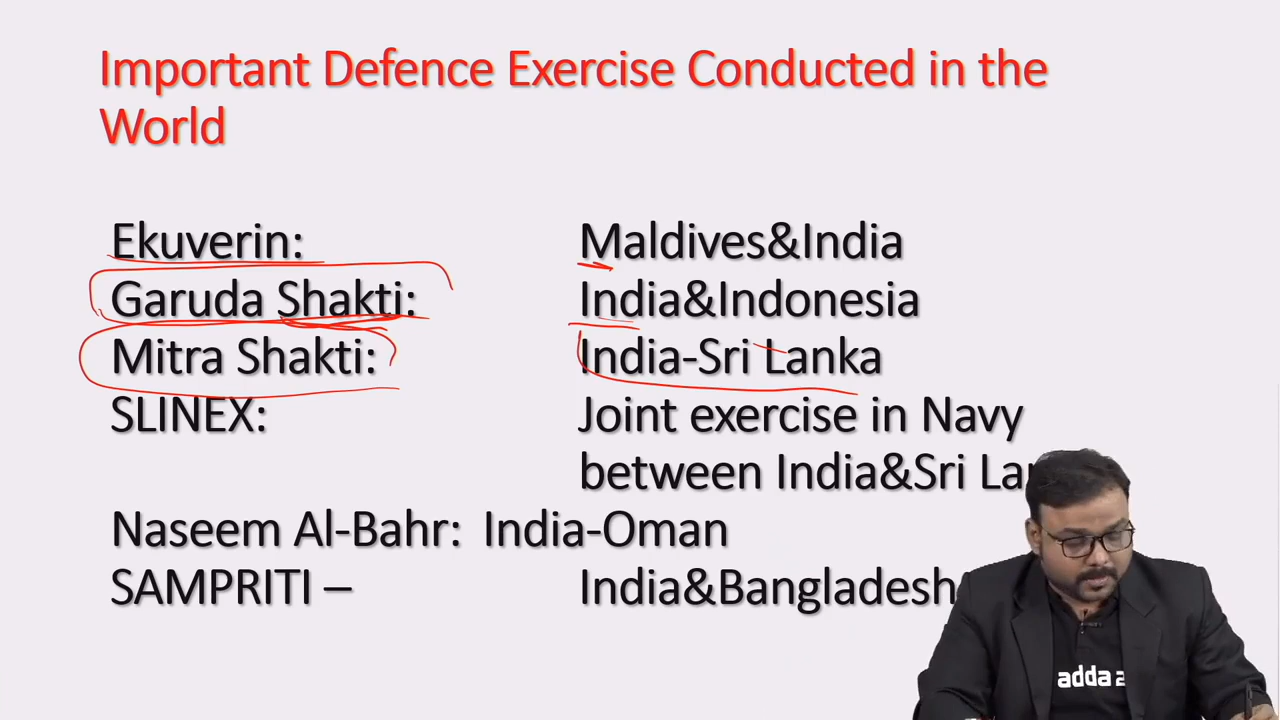 Important Defence Exercise Conducted in the
World
Ekuverin: Maldives&India
Garuda Shakti: India&Indonesia
Mitra Shakti: India-Sri Lanka
SLINEX: Joint exercise in Navy
between India&Sri
Naseem Al-Bahr: India-Oman
SAMPRITI – India&Bangladesh
adda